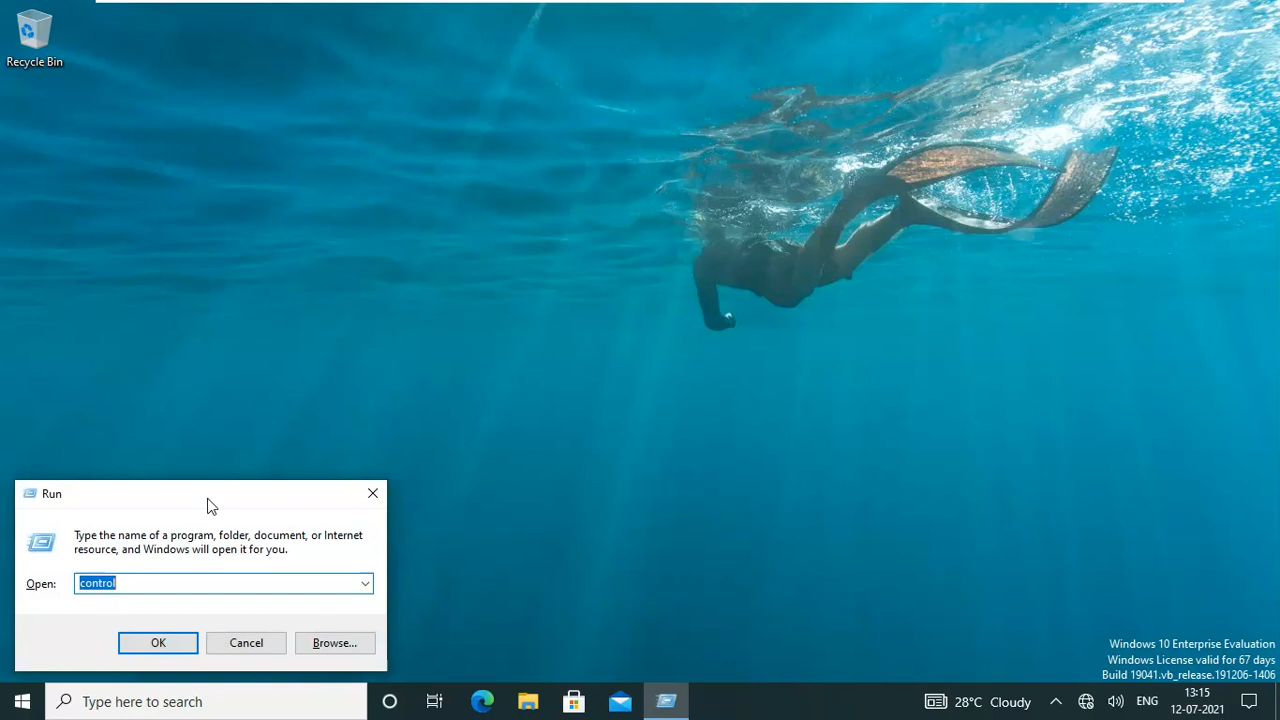 Recycle Bin
Run
Type the name of a program, folder, document, or Internet
resource, and Windows will open it for you.
Open:
control
OK
Cancel
Browse...
Windows 10 Enterprise Evaluation
Windows License valid for 67 days
Build 19041.vb_release.191206-1406
Type here to search
28°C Cloudy
ENG
13:15
12-07-2021